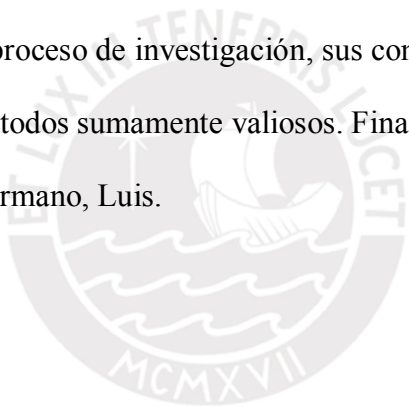 proceso de investigación, sus con
todos sumamente valiosos. Fina
rmano, Luis.
ET LUX IN TENEBRIS LUCET
MCMXVII